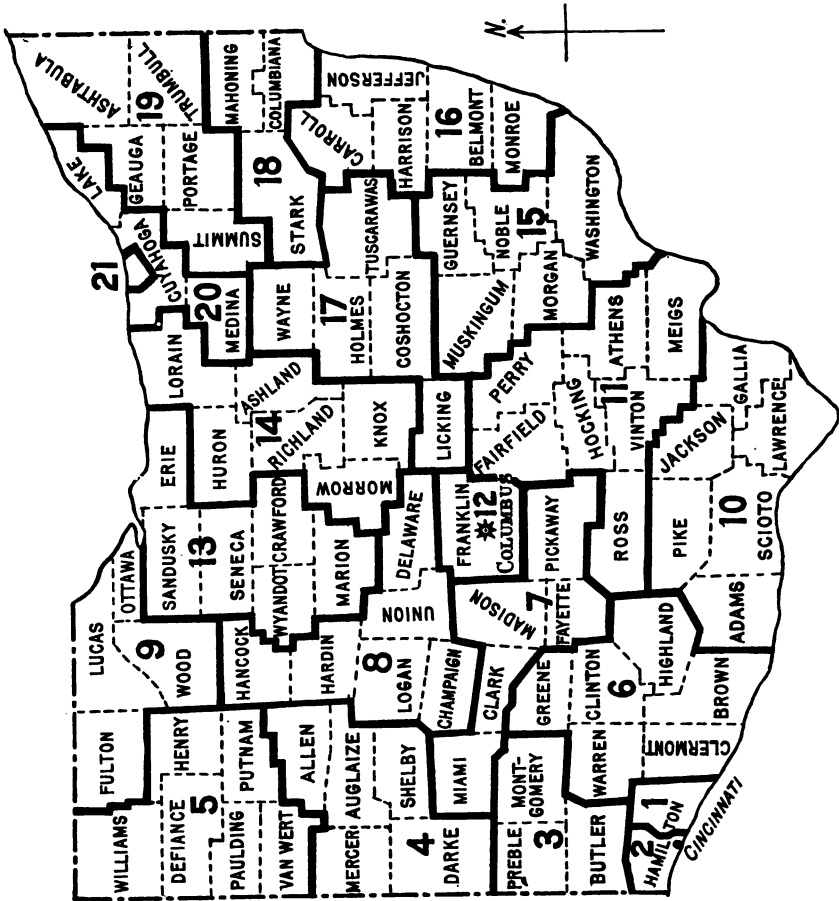 N.
ASHTABULA
TRUMBULL
19
MAHONING
COLUMBIANA
LAKE
GEAUGA
PORTAGE
18
STARK
SUMMIT
21
CUYAHOGA
20
MEDINA
WAYNE
17
HOLMES
TUSCARAWAS
COSHOCTON
CARROLL
JEFFERSON
HARRISON
16
BELMONT
MONROE
GUERNSEY
NOBLE
15
WASHINGTON
MUSKINGUM
MORGAN
LORAIN
ASHLAND
14
RICHLAND
HURON
KNOX
MORROW
LICKING
ERIE
SANDUSKY
13
SENECA
CRAWFORD
WYANDOT
MARION
OTTAWA
LUCAS
9
WOOD
FULTON
HANCOCK
HARDIN
8
LOGAN
UNION
CHAMPAIGN
DELAWARE
FRANKLIN
12
COLUMBUS
PICKAWAY
MADISON
7
FAYETTE
CLARK
GREENE
PERRY
FAIRFIELD
HOCKING
11
ATHENS
MEIGS
VINTON
ROSS
PIKE
JACKSON
GALLIA
LAWRENCE
10
SCIOTO
ADAMS
HIGHLAND
6
CLINTON
WARREN
BROWN
CLERMONT
WILLIAMS
DEFIANCE
HENRY
5
PAULDING
PUTNAM
VAN WERT
ALLEN
AUGLAIZE
MERCER
SHELBY
4
DARKE
MIAMI
MONT-
GOMERY
3
PREBLE
BUTLER
1
2
HAMILTON
CINCINNATI